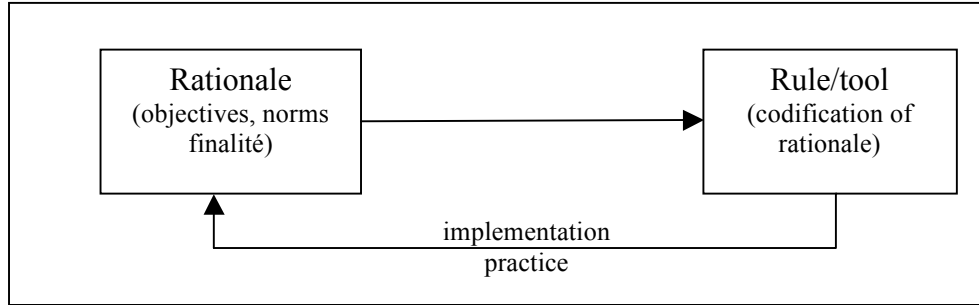 Rationale
(objectives, norms
finalité)
Rule/tool
(codification of
rationale)
implementation
practice